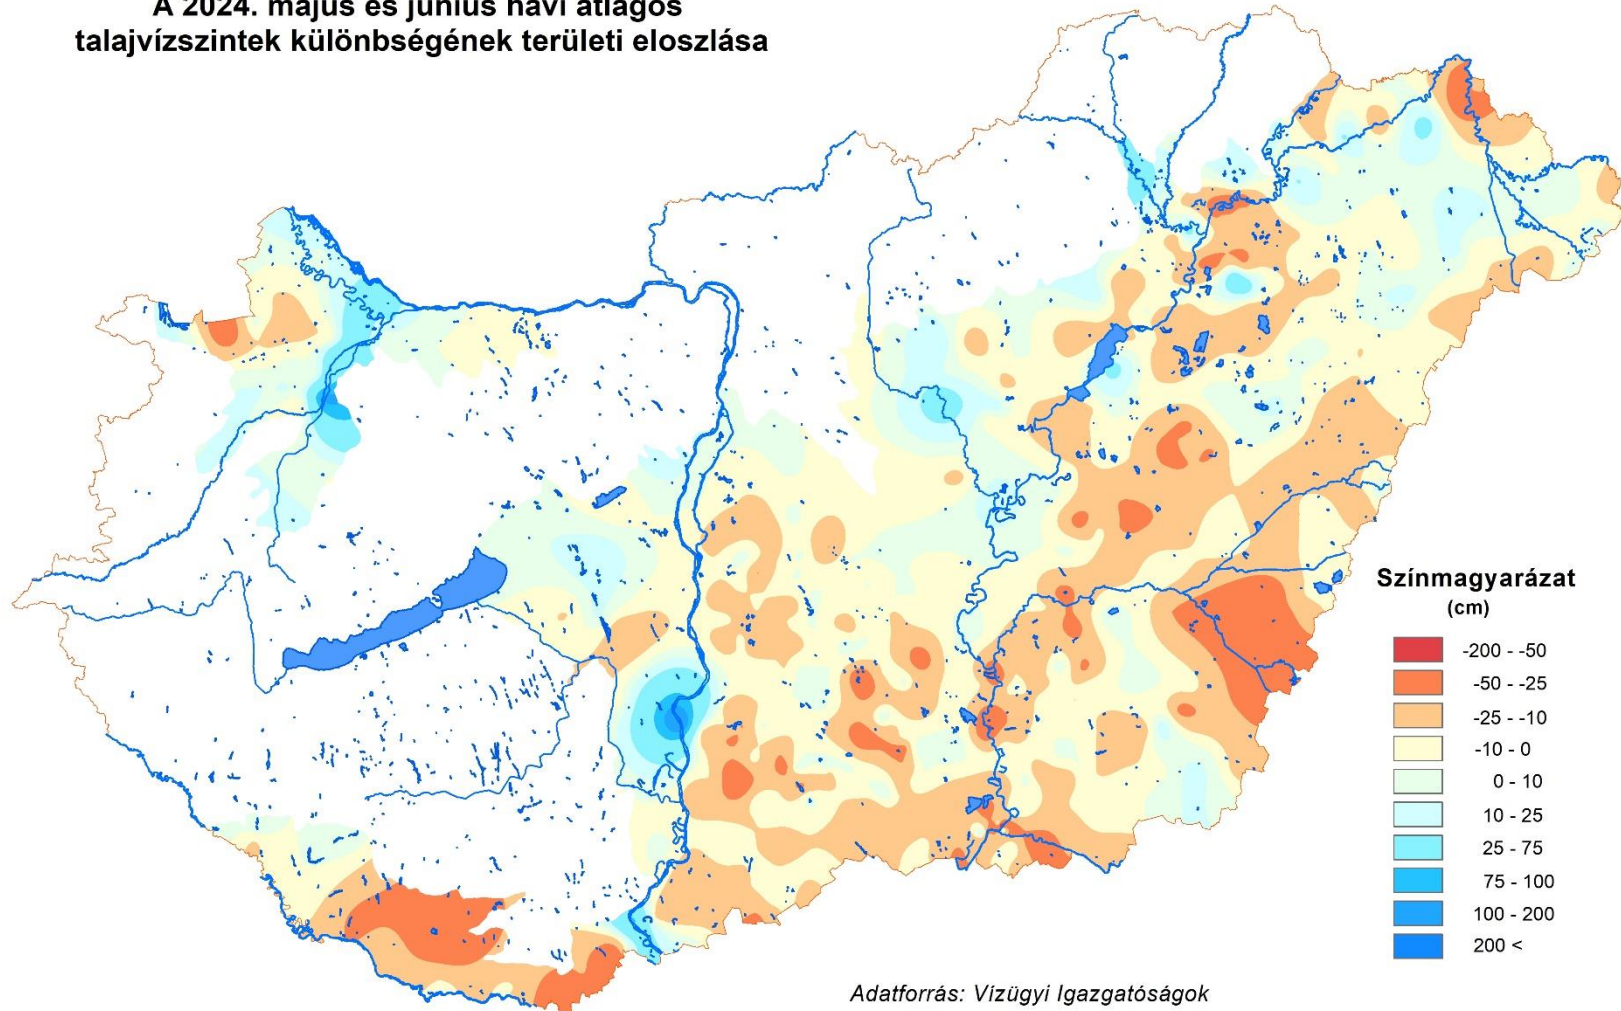 A 2024. május és június havi átlagos
talajvízszintek különbségének területi eloszlása
Színmagyarázat
(cm)
-200 - -50
-50 - -25
-25 - -10
-10 - 0
0 - 10
10 - 25
25 - 75
75 - 100
100 - 200
200 <
Adatforrás: Vízügyi Igazgatóságok